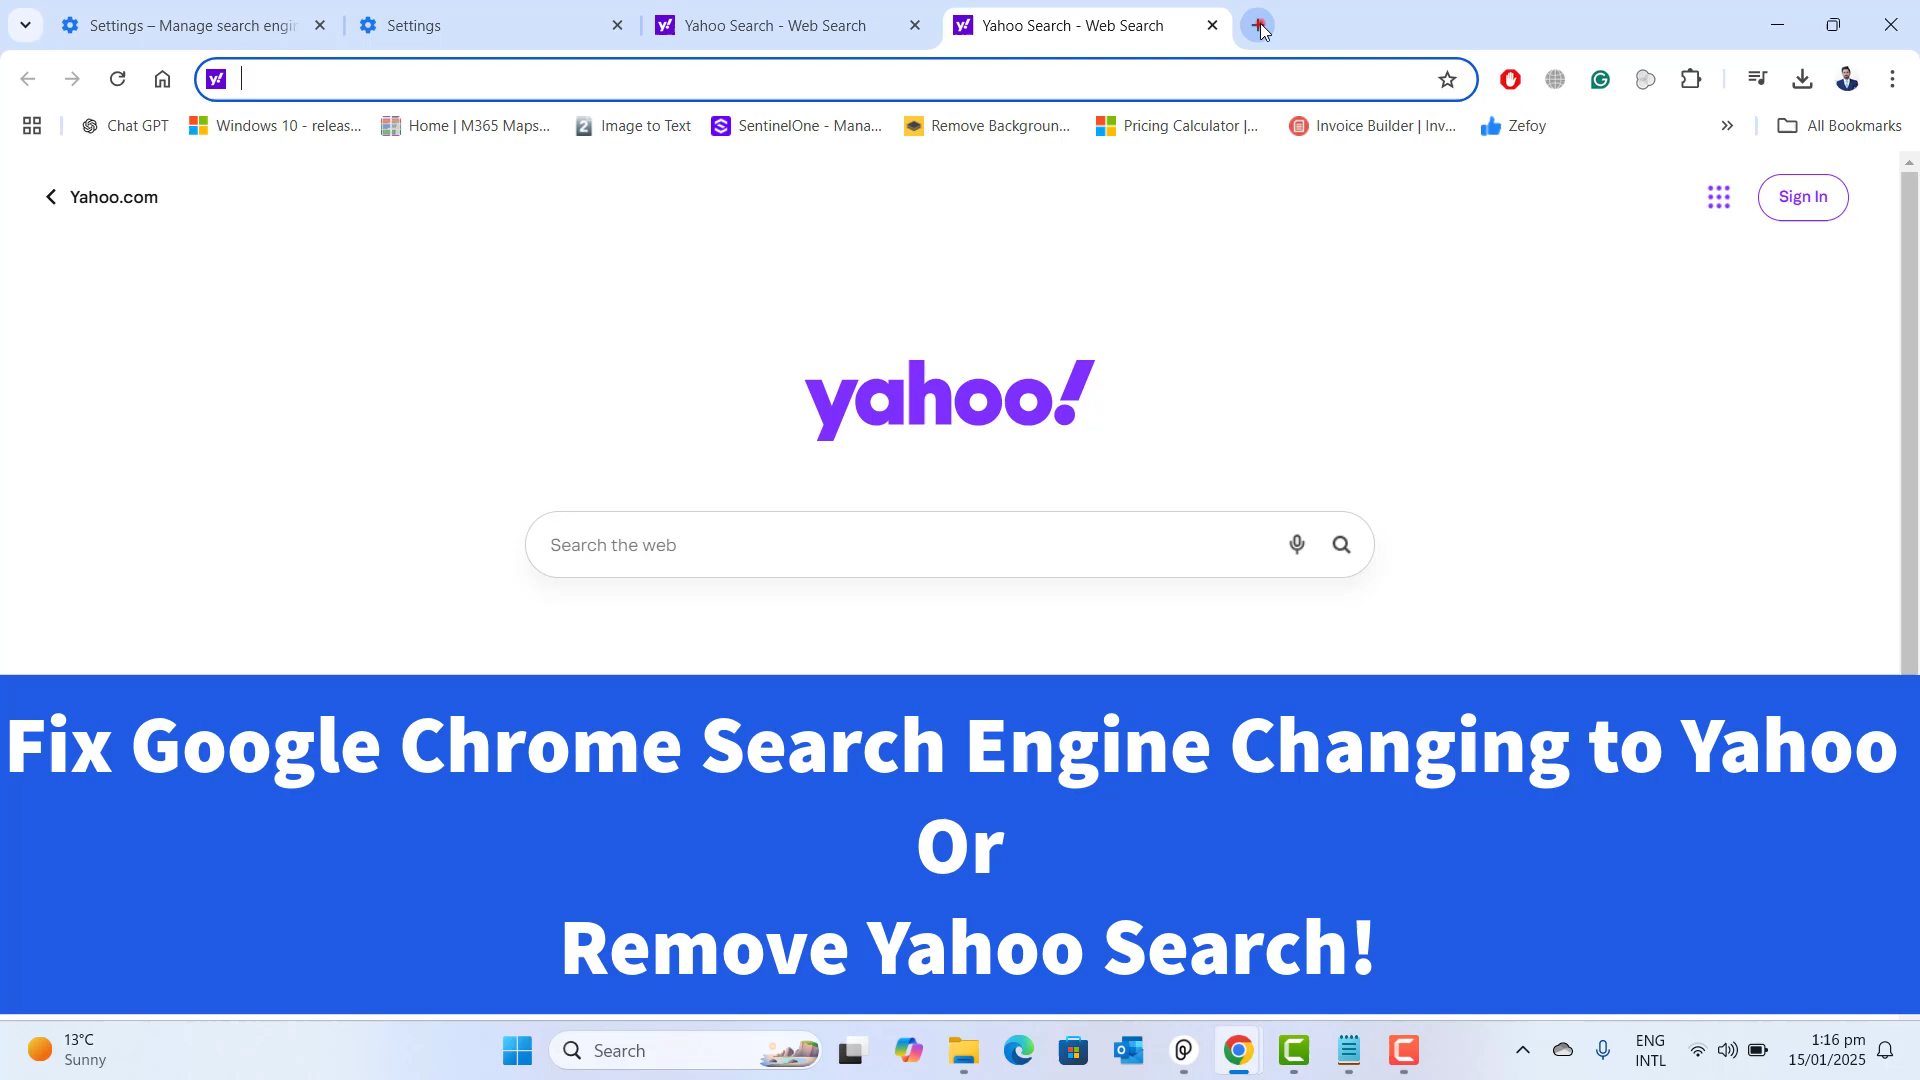 Settings – Manage search engin
Settings
Yahoo Search - Web Search
Yahoo Search - Web Search
y!
Chat GPT
Windows 10 - releas...
Home | M365 Maps...
2
Image to Text
SentinelOne - Mana...
Remove Backgroun...
Pricing Calculator |...
Invoice Builder | Inv...
Zefoy
All Bookmarks
Yahoo.com
Sign In
yahoo!
Search the web
Fix Google Chrome Search Engine Changing to Yahoo
Or
Remove Yahoo Search!
13°C
Sunny
Search
ENG
INTL
1:16 pm
15/01/2025